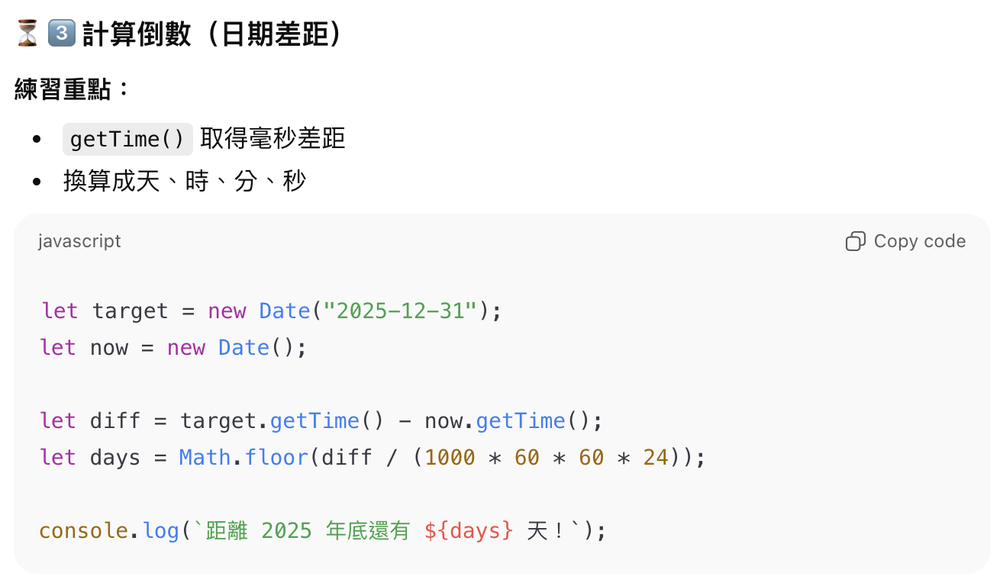 ⏳ 3️⃣ 計算倒數（日期差距）
練習重點：
• getTime() 取得毫秒差距
• 換算成天、時、分、秒
javascript
Copy code
let target = new Date("2025-12-31");
let now = new Date();
let diff = target.getTime() - now.getTime();
let days = Math.floor(diff / (1000 * 60 * 60 * 24));
console.log(`距離 2025 年底還有 ${days} 天！`);